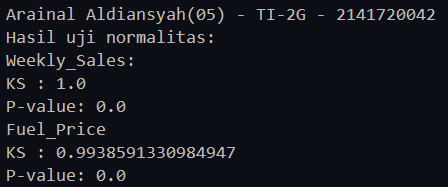 Arainal Aldiansyah(05) - TI-2G - 2141720042
Hasil uji normalitas:
Weekly_Sales:
KS : 1.0
P-value: 0.0
Fuel_Price
KS : 0.9938591330984947
P-value: 0.0